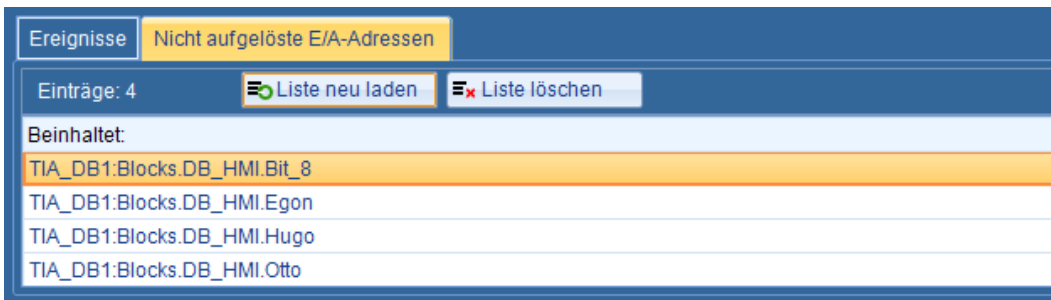 Ereignisse Nicht aufgelöste E/A-Adressen
Einträge: 4 Liste neu laden Liste löschen
Beinhaltet:
TIA_DB1:Blocks.DB_HMI.Bit_8
TIA_DB1:Blocks.DB_HMI.Egon
TIA_DB1:Blocks.DB_HMI.Hugo
TIA_DB1:Blocks.DB_HMI.Otto